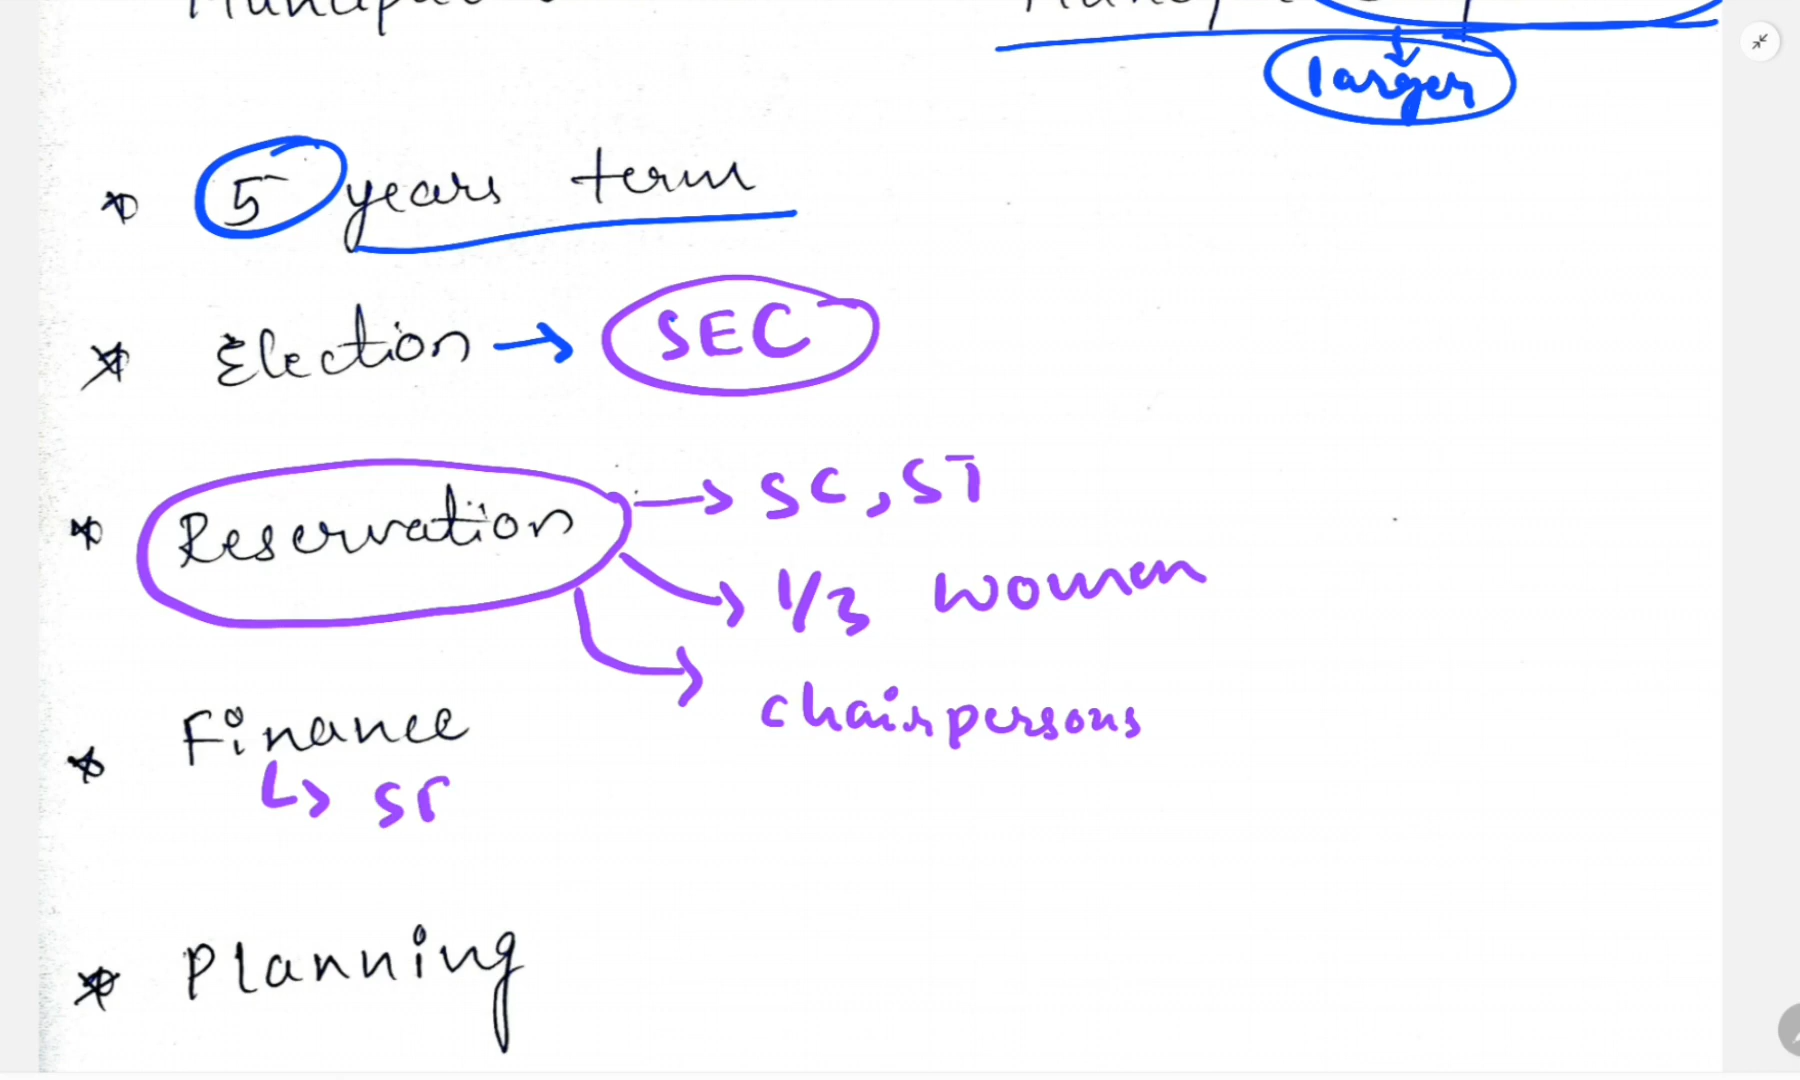 larger
* 5 years term
* Election → SEC
* Reservation → SC, ST
→ 1/3 women
→ chairpersons
* Finance
↳ SF
* Planning